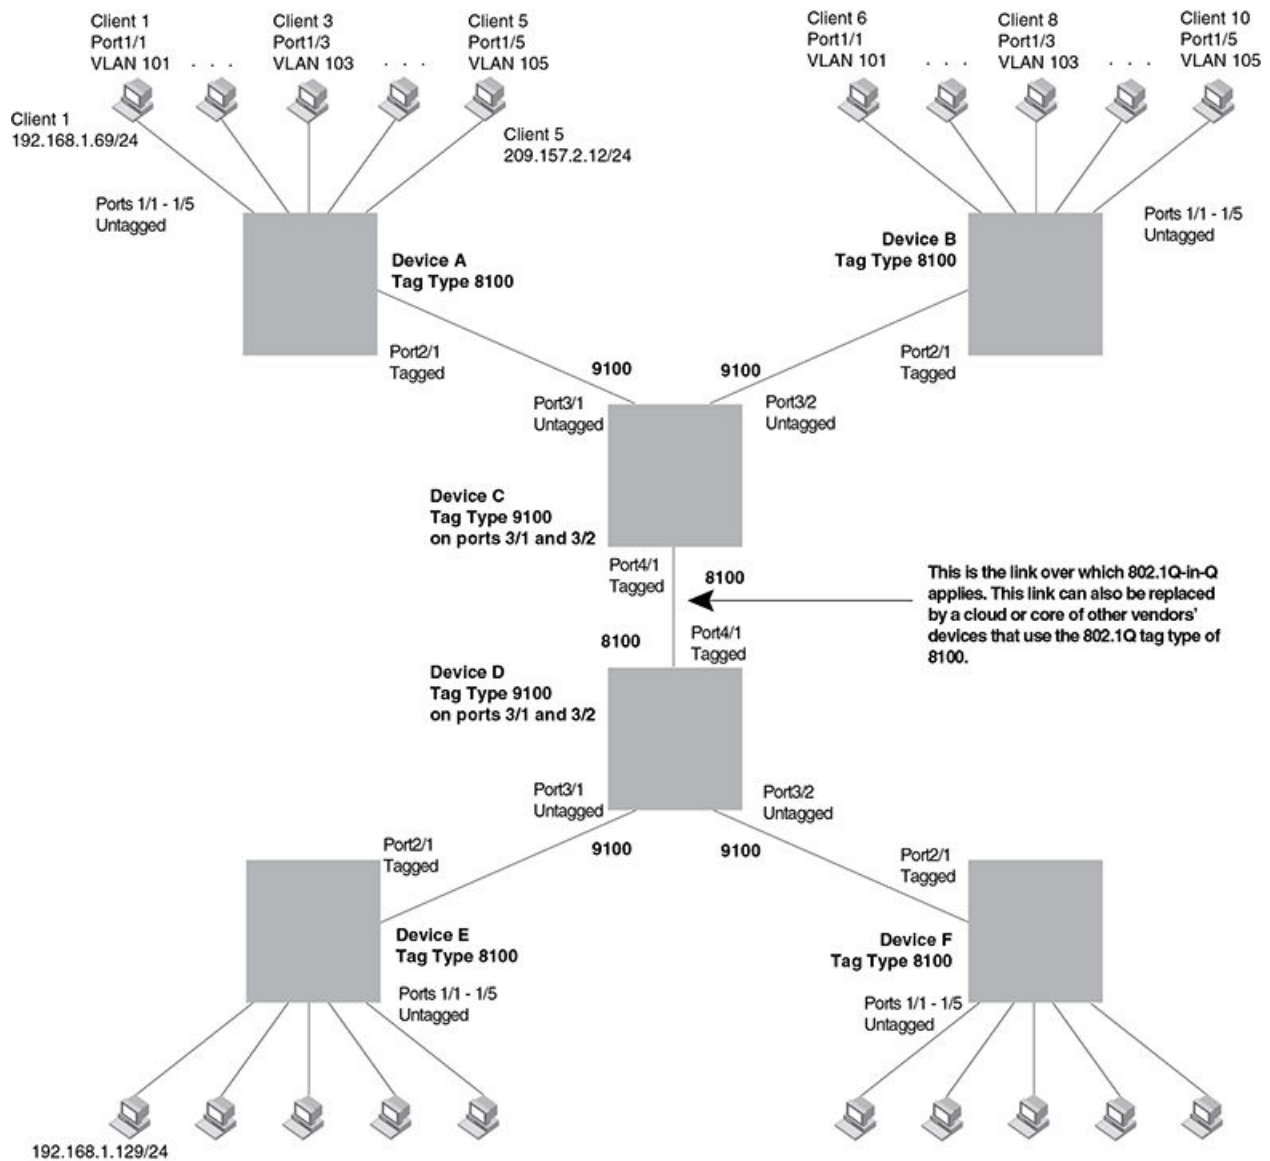 Client 1
Port1/1
VLAN 101
. . .
Client 3
Port1/3
VLAN 103
. . .
Client 5
Port1/5
VLAN 105
Client 6
Port1/1
VLAN 101
. . .
Client 8
Port1/3
VLAN 103
. . .
Client 10
Port1/5
VLAN 105
Client 1
192.168.1.69/24
Client 5
209.157.2.12/24
Ports 1/1 - 1/5
Untagged
Ports 1/1 - 1/5
Untagged
Device A
Tag Type 8100
Device B
Tag Type 8100
Port2/1
Tagged
9100
9100
Port2/1
Tagged
Port3/1
Untagged
Port3/2
Untagged
Device C
Tag Type 9100
on ports 3/1 and 3/2
Port4/1
Tagged
8100
This is the link over which 802.1Q-in-Q
applies. This link can also be replaced
by a cloud or core of other vendors'
devices that use the 802.1Q tag type of
8100.
8100
Port4/1
Tagged
Device D
Tag Type 9100
on ports 3/1 and 3/2
Port3/1
Untagged
Port3/2
Untagged
Port2/1
Tagged
9100
9100
Port2/1
Tagged
Device E
Tag Type 8100
Device F
Tag Type 8100
Ports 1/1 - 1/5
Untagged
Ports 1/1 - 1/5
Untagged
192.168.1.129/24